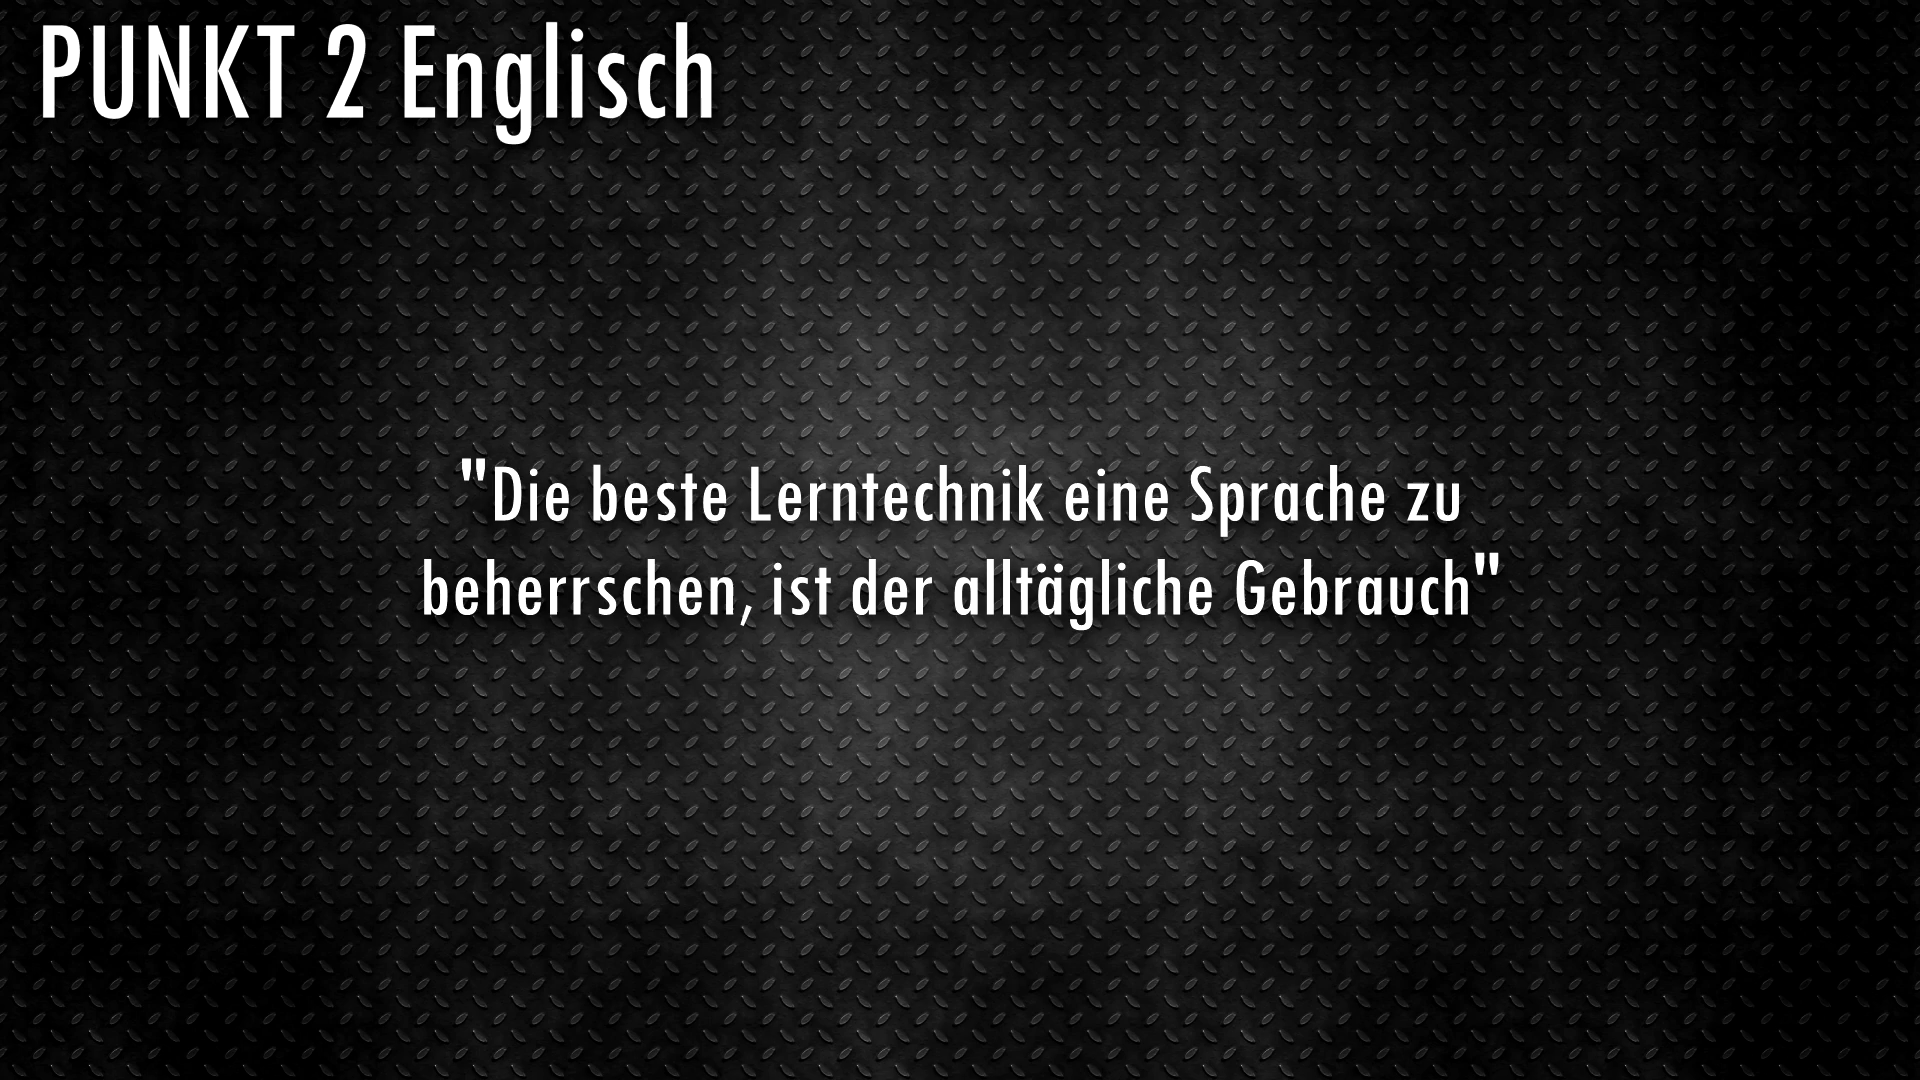 PUNKT 2 Englisch
"Die beste Lerntechnik eine Sprache zu
beherrschen, ist der alltägliche Gebrauch"